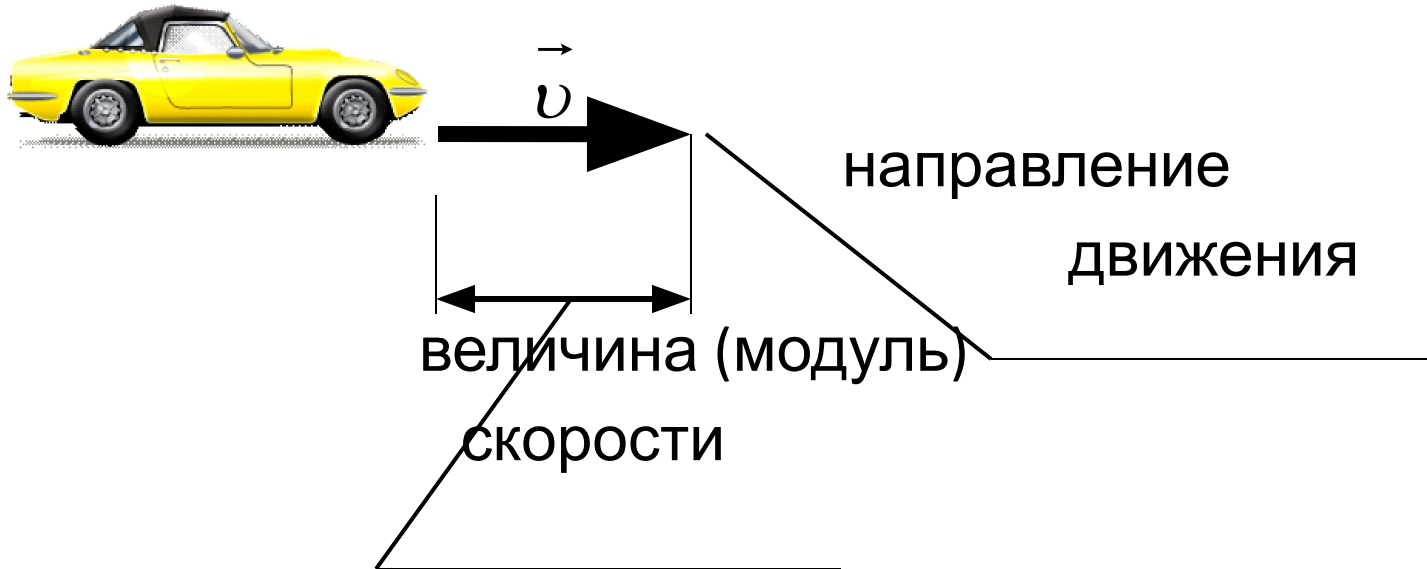 υ⃗
направление
движения
величина (модуль)
скорости